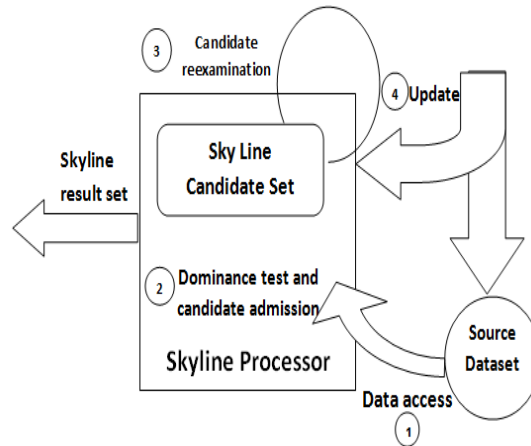 3
Candidate
reexamination
4
Update
Sky Line
Candidate Set
Skyline
result set
2
Dominance test and
candidate admission
Skyline Processor
Source
Dataset
Data access
1